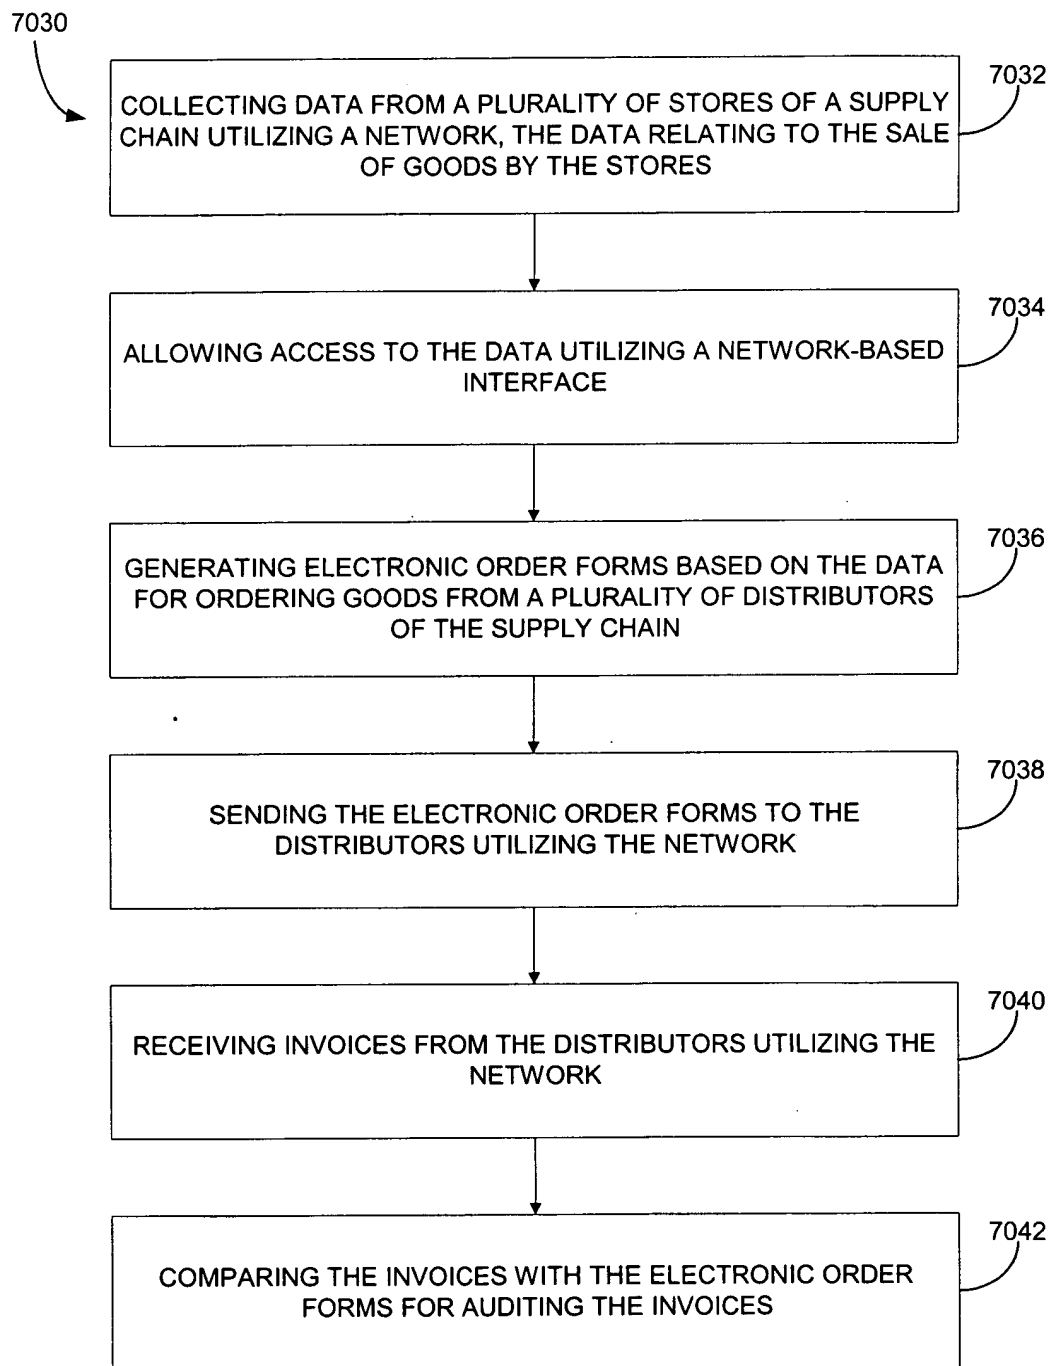 7030
7032
COLLECTING DATA FROM A PLURALITY OF STORES OF A SUPPLY
CHAIN UTILIZING A NETWORK, THE DATA RELATING TO THE SALE
OF GOODS BY THE STORES
7034
ALLOWING ACCESS TO THE DATA UTILIZING A NETWORK-BASED
INTERFACE
7036
GENERATING ELECTRONIC ORDER FORMS BASED ON THE DATA
FOR ORDERING GOODS FROM A PLURALITY OF DISTRIBUTORS
OF THE SUPPLY CHAIN
7038
SENDING THE ELECTRONIC ORDER FORMS TO THE
DISTRIBUTORS UTILIZING THE NETWORK
7040
RECEIVING INVOICES FROM THE DISTRIBUTORS UTILIZING THE
NETWORK
7042
COMPARING THE INVOICES WITH THE ELECTRONIC ORDER
FORMS FOR AUDITING THE INVOICES